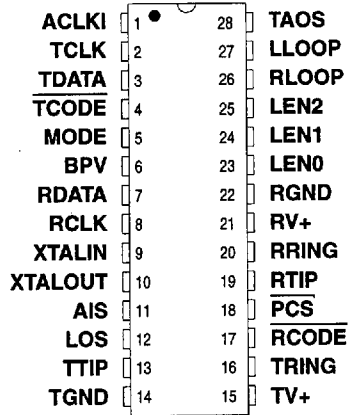 ACLKI 1 28 TAOS
TCLK 2 27 LLOOP
TDATA 3 26 RLOOP
TCODE 4 25 LEN2
MODE 5 24 LEN1
BPV 6 23 LEN0
RDATA 7 22 RGND
RCLK 8 21 RV+
XTALIN 9 20 RRING
XTALOUT 10 19 RTIP
AIS 11 18 PCS
LOS 12 17 RCODE
TTIP 13 16 TRING
TGND 14 15 TV+